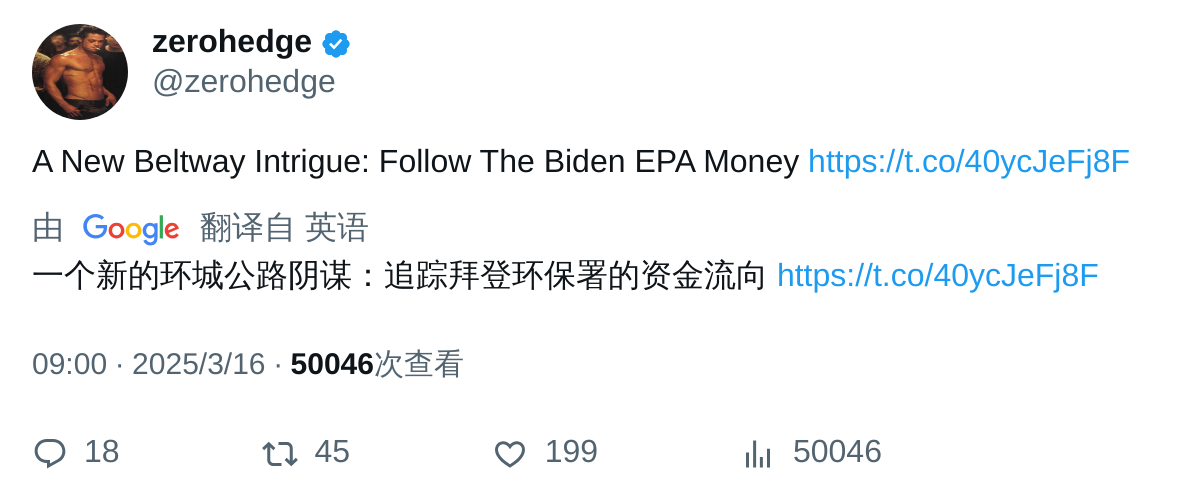 zerohedge
@zerohedge
A New Beltway Intrigue: Follow The Biden EPA Money https://t.co/40ycJeFj8F
由 Google 翻译自 英语
一个新的环城公路阴谋：追踪拜登环保署的资金流向 https://t.co/40ycJeFj8F
09:00 · 2025/3/16 · 50046次查看
18 45 199 50046